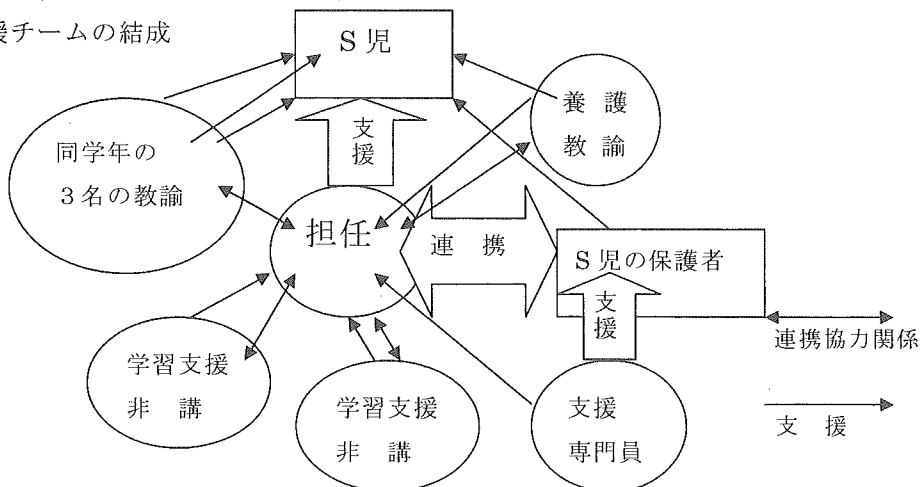 援チームの結成
S児
養護
教諭
支
援
同学年の
3名の教諭
担任
連携
S児の保護者
支
援
連携協力関係
学習支援
非講
学習支援
非講
支援
専門員
支援